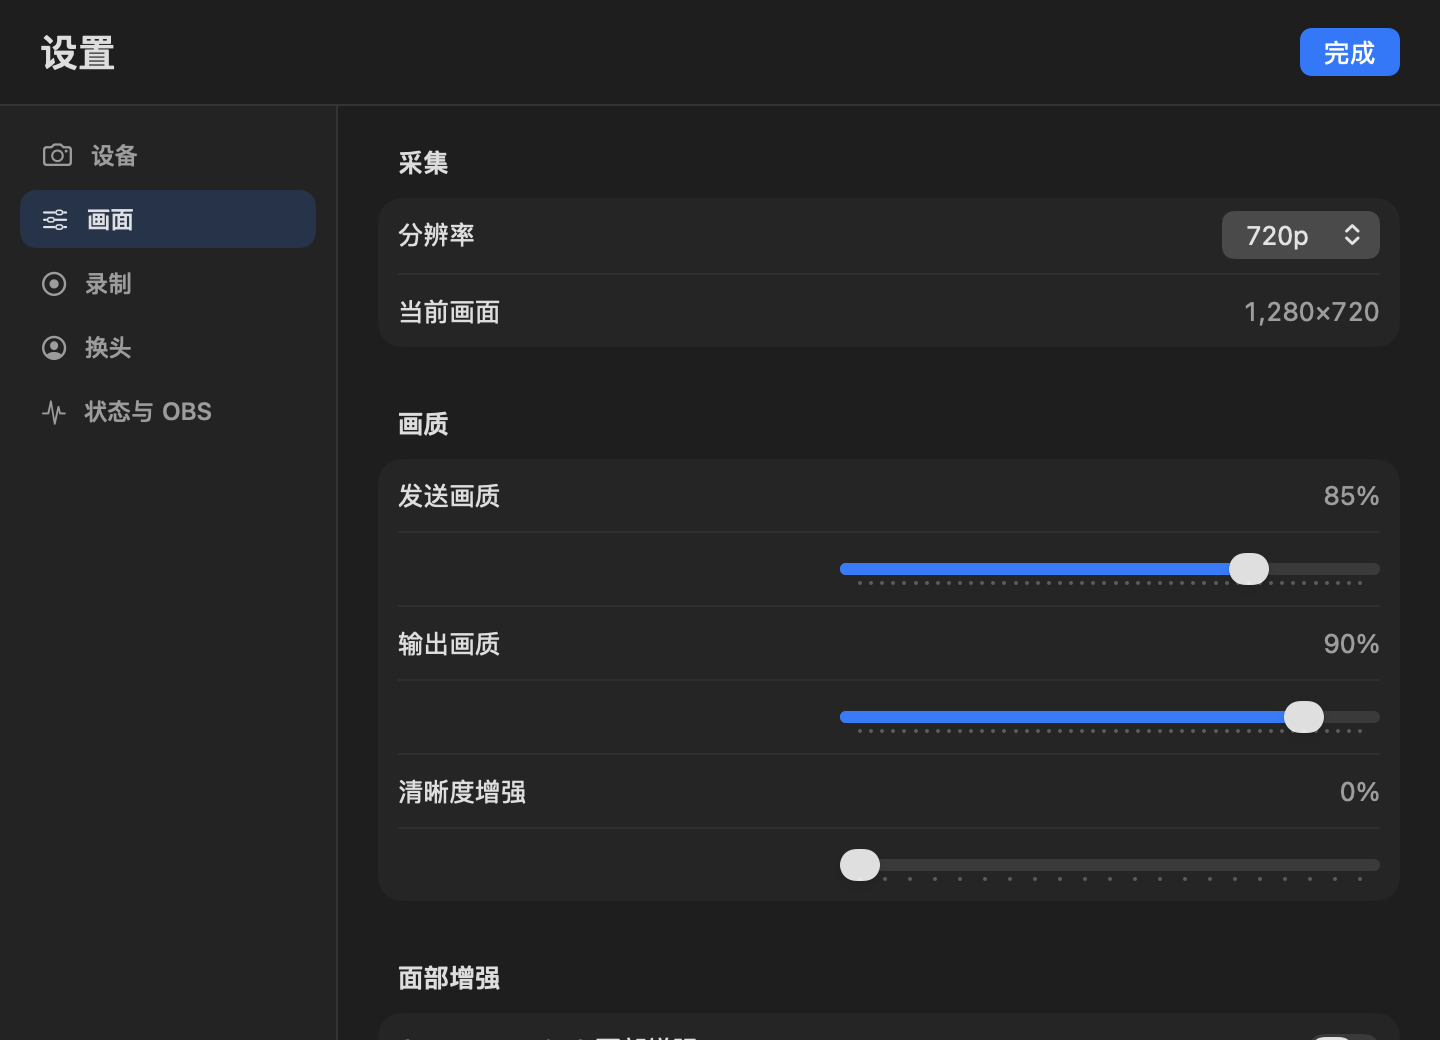 设置
完成
设备
画面
录制
换头
状态与 OBS
采集
分辨率
720p
当前画面
1,280×720
画质
发送画质
85%
输出画质
90%
清晰度增强
0%
面部增强